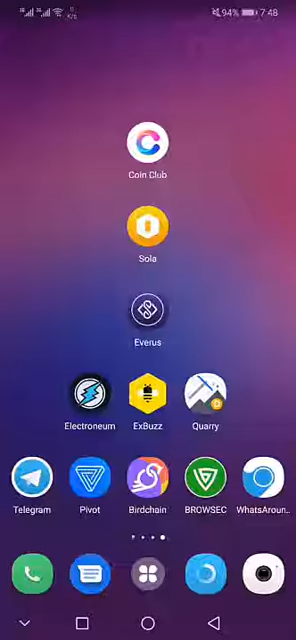 94% 7:48
Coin Club
Sola
Everus
Electroneum ExBuzz Quarry
Telegram Pivot Birdchain BROWSEC WhatsAroun..